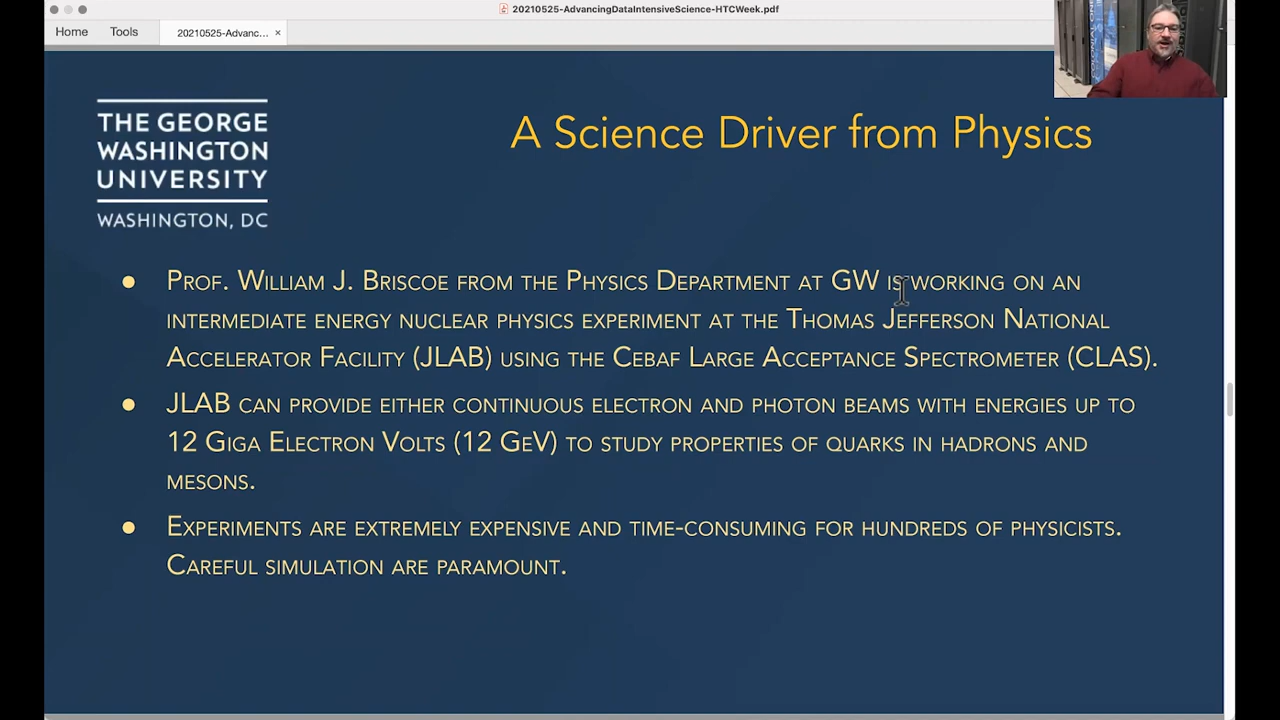 20210525-AdvancingDataIntensiveScience-HTCWeek.pdf
Home Tools 20210525-Advanc... ×
THE GEORGE
WASHINGTON
UNIVERSITY
WASHINGTON, DC
A Science Driver from Physics
● Prof. William J. Briscoe from the Physics Department at GW is working on an
intermediate energy nuclear physics experiment at the Thomas Jefferson National
Accelerator Facility (JLAB) using the Cebaf Large Acceptance Spectrometer (CLAS).
● JLAB can provide either continuous electron and photon beams with energies up to
12 Giga Electron Volts (12 GeV) to study properties of quarks in hadrons and
mesons.
● Experiments are extremely expensive and time-consuming for hundreds of physicists.
Careful simulation are paramount.